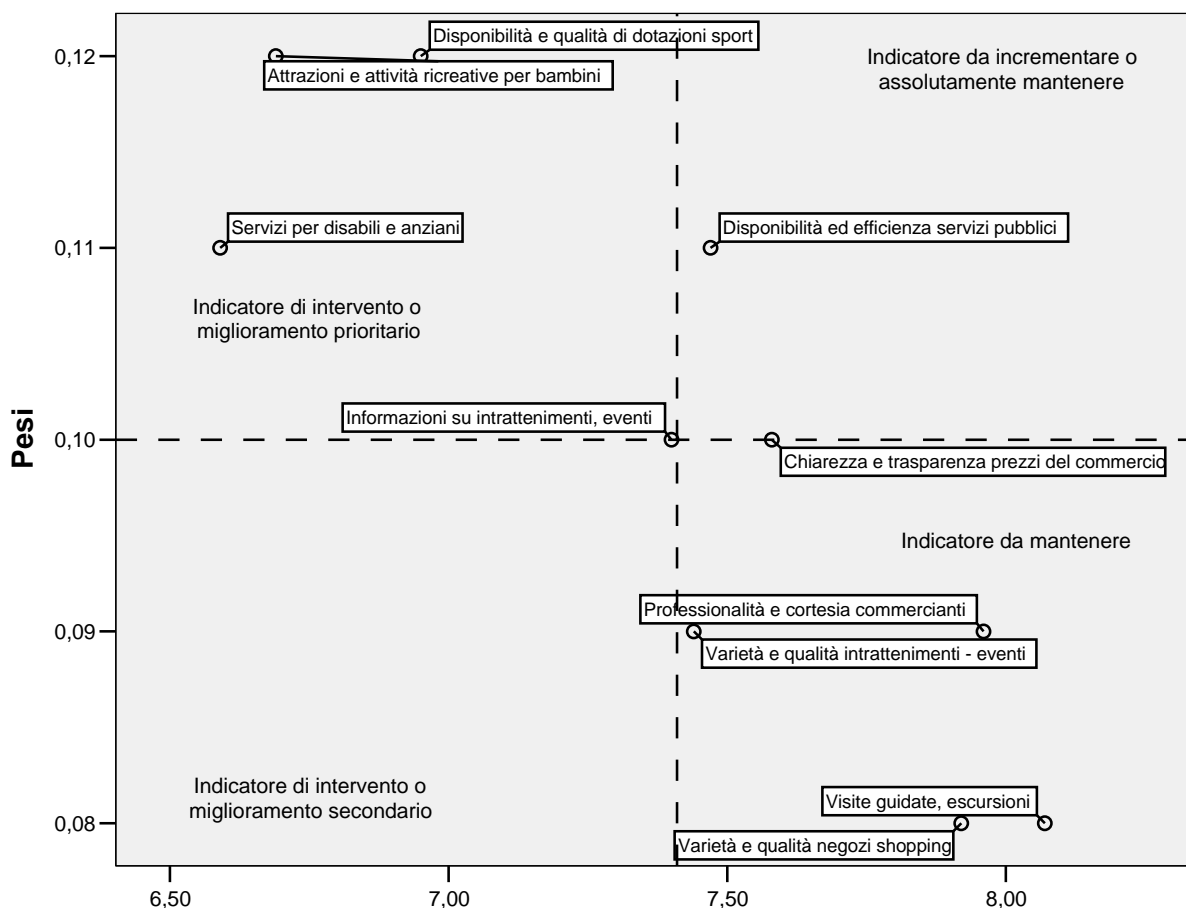 Disponibilità e qualità di dotazioni sport
0,12
Attrazioni e attività ricreative per bambini
Indicatore da incrementare o
assolutamente mantenere
Servizi per disabili e anziani
Disponibilità ed efficienza servizi pubblici
0,11
Indicatore di intervento o
miglioramento prioritario
Informazioni su intrattenimenti, eventi
0,10
Pesi
Chiarezza e trasparenza prezzi del commercio
Indicatore da mantenere
Professionalità e cortesia commercianti
0,09
Varietà e qualità intrattenimenti - eventi
Indicatore di intervento o
miglioramento secondario
Visite guidate, escursioni
0,08
Varietà e qualità negozi shopping
6,50
7,00
7,50
8,00